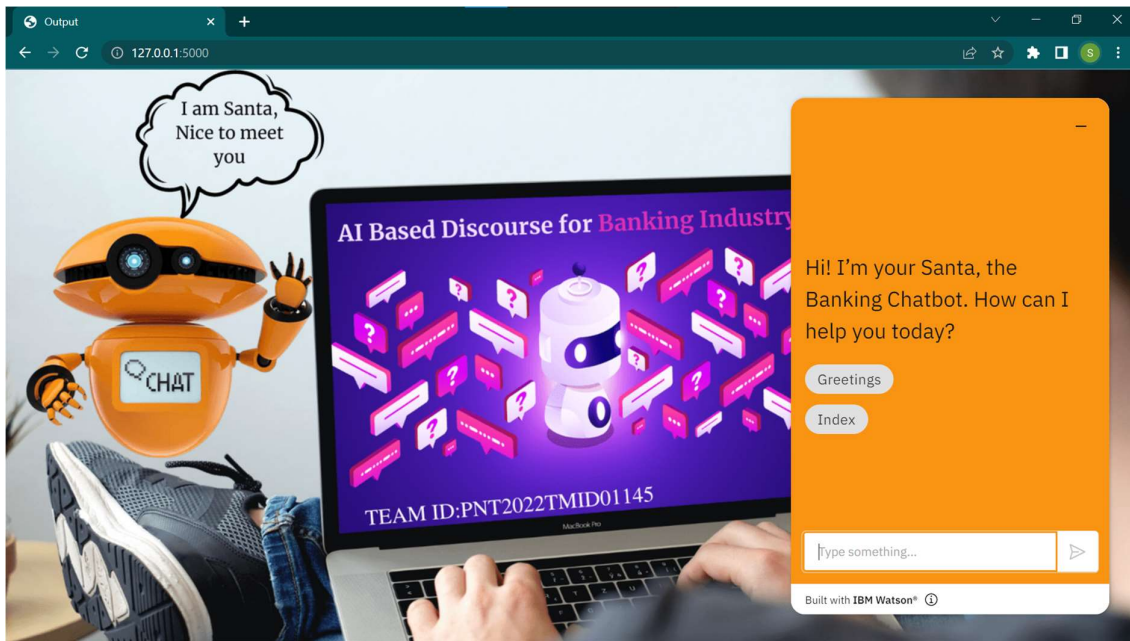 Output
127.0.0.1:5000
S
I am Santa,
Nice to meet
you
CHAT
AI Based Discourse for Banking Industry
TEAM ID:PNT2022TMID01145
MacBook Pro
Hi! I'm your Santa, the
Banking Chatbot. How can I
help you today?
Greetings
Index
Type something...
Built with IBM Watson®